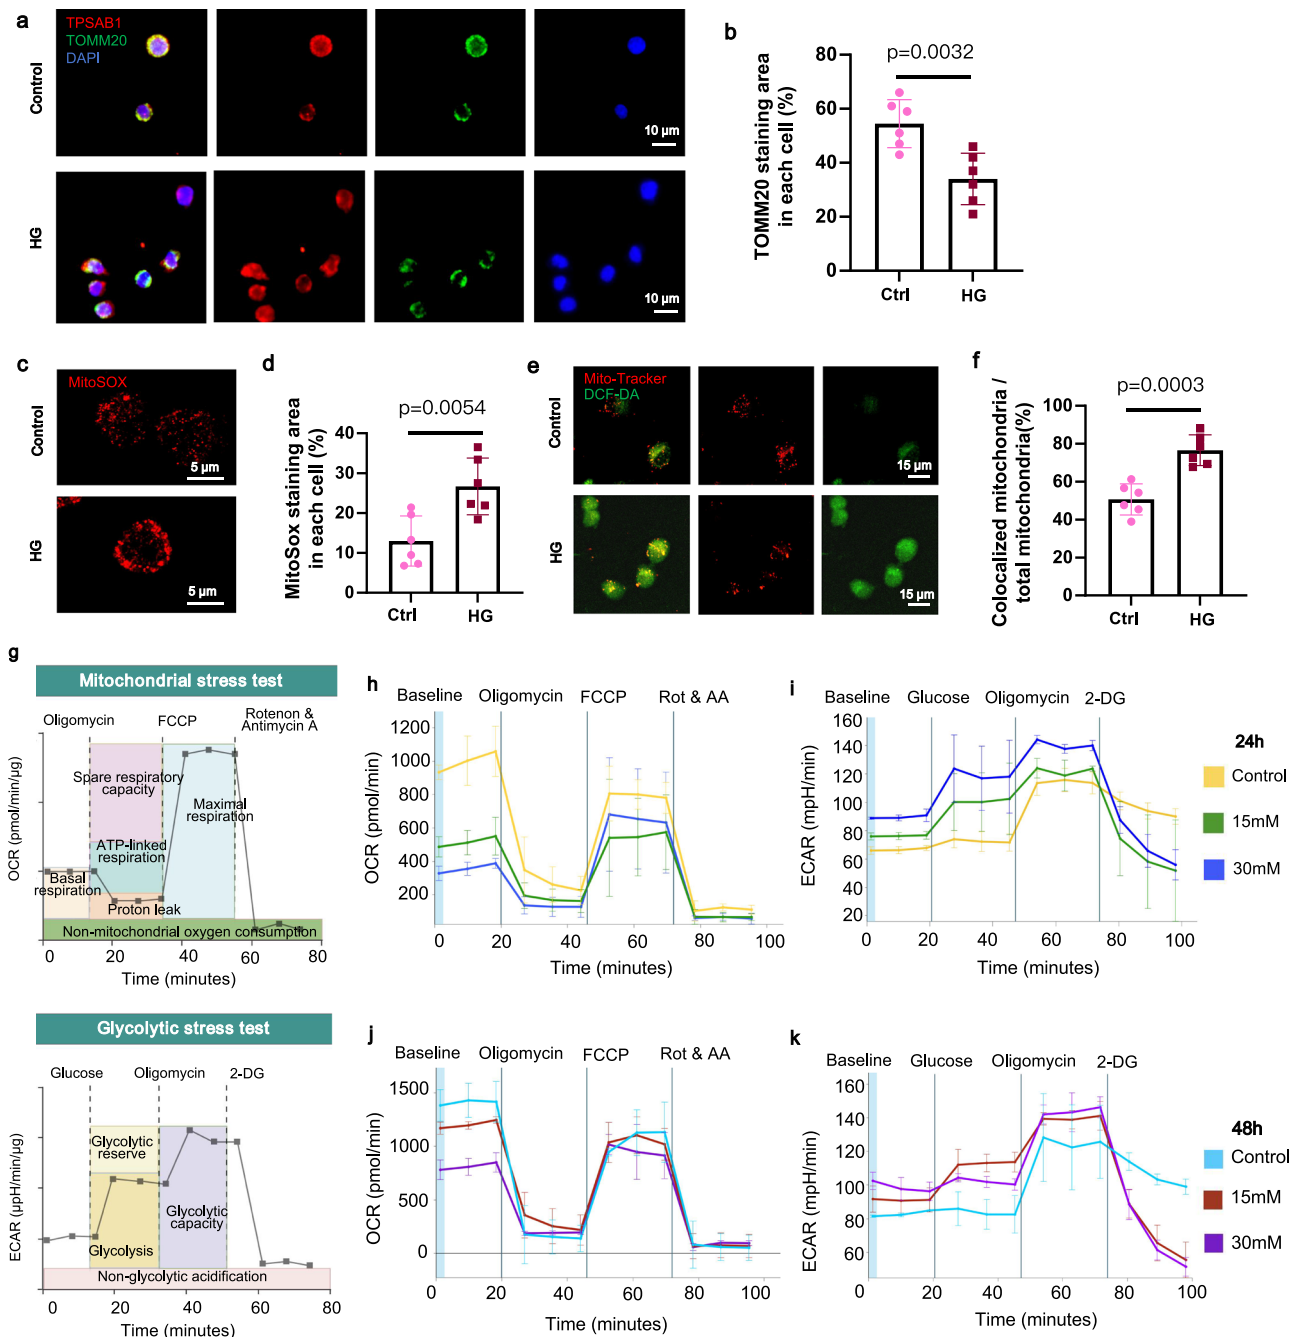 a
TPSAB1
TOMM20
DAPI
Control
10 µm
HG
10 µm
b
p=0.0032
TOMM20 staining area
in each cell (%)
80
60
40
20
0
Ctrl
HG
c
MitoSOX
Control
5 µm
HG
5 µm
d
p=0.0054
MitoSox staining area
in each cell (%)
40
30
20
10
0
Ctrl
HG
e
Mito-Tracker
DCF-DA
Control
15 µm
HG
15 µm
f
p=0.0003
Colocalized mitochondria /
total mitochondria(%)
100
80
60
40
20
0
Ctrl
HG
g
Mitochondrial stress test
Oligomycin
FCCP
Rotenon &
Antimycin A
OCR (pmol/min/µg)
Spare respiratory
capacity
Maximal
respiration
ATP-linked
respiration
Basal
respiration
Proton leak
Non-mitochondrial oxygen consumption
0
20
40
60
80
Time (minutes)
Glycolytic stress test
Glucose
Oligomycin
2-DG
ECAR (µpH/min/µg)
Glycolytic
reserve
Glycolytic
capacity
Glycolysis
Non-glycolytic acidification
0
20
40
60
80
Time (minutes)
h
Baseline
Oligomycin
FCCP
Rot & AA
OCR (pmol/min)
1200
1000
800
600
400
200
0
20
40
60
80
100
Time (minutes)
i
Baseline
Glucose
Oligomycin
2-DG
ECAR (mpH/min)
160
140
120
100
80
60
40
20
0
20
40
60
80
100
Time (minutes)
24h
Control
15mM
30mM
j
Baseline
Oligomycin
FCCP
Rot & AA
OCR (pmol/min)
1500
1000
500
0
0
20
40
60
80
100
Time (minutes)
k
Baseline
Glucose
Oligomycin
2-DG
ECAR (mpH/min)
160
140
120
100
80
60
0
20
40
60
80
100
Time (minutes)
48h
Control
15mM
30mM